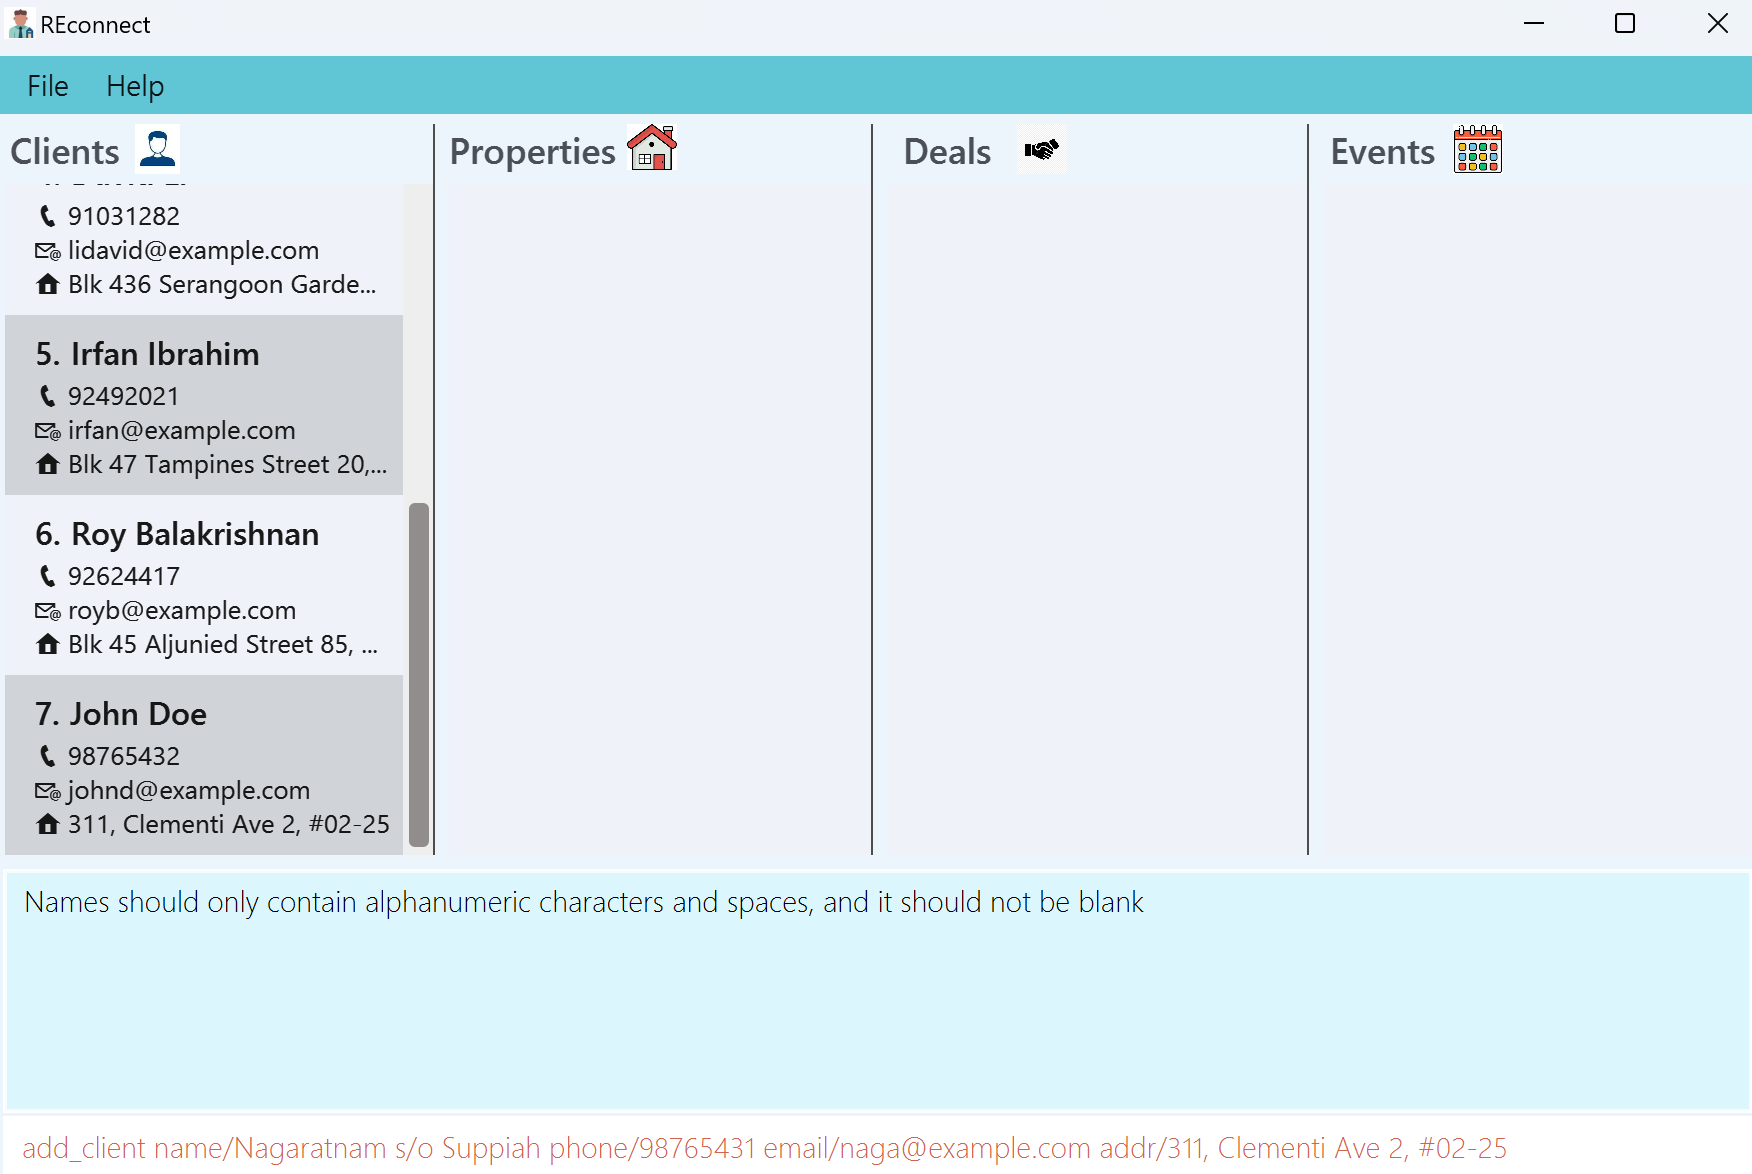 REconnect
File Help
Clients
Properties
Deals
Events
91031282
lidavid@example.com
Blk 436 Serangoon Garde...
5. Irfan Ibrahim
92492021
irfan@example.com
Blk 47 Tampines Street 20,...
6. Roy Balakrishnan
92624417
royb@example.com
Blk 45 Aljunied Street 85, ...
7. John Doe
98765432
johnd@example.com
311, Clementi Ave 2, #02-25
Names should only contain alphanumeric characters and spaces, and it should not be blank
add_client name/Nagaratnam s/o Suppiah phone/98765431 email/naga@example.com addr/311, Clementi Ave 2, #02-25